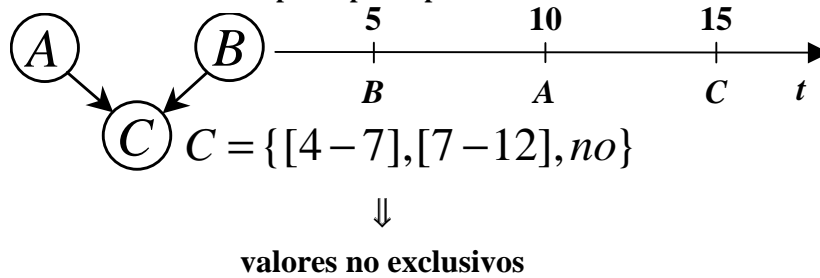 5 10 15
A B
B A C t
C C = {[4 – 7],[7 –12], no}
⇓
valores no exclusivos